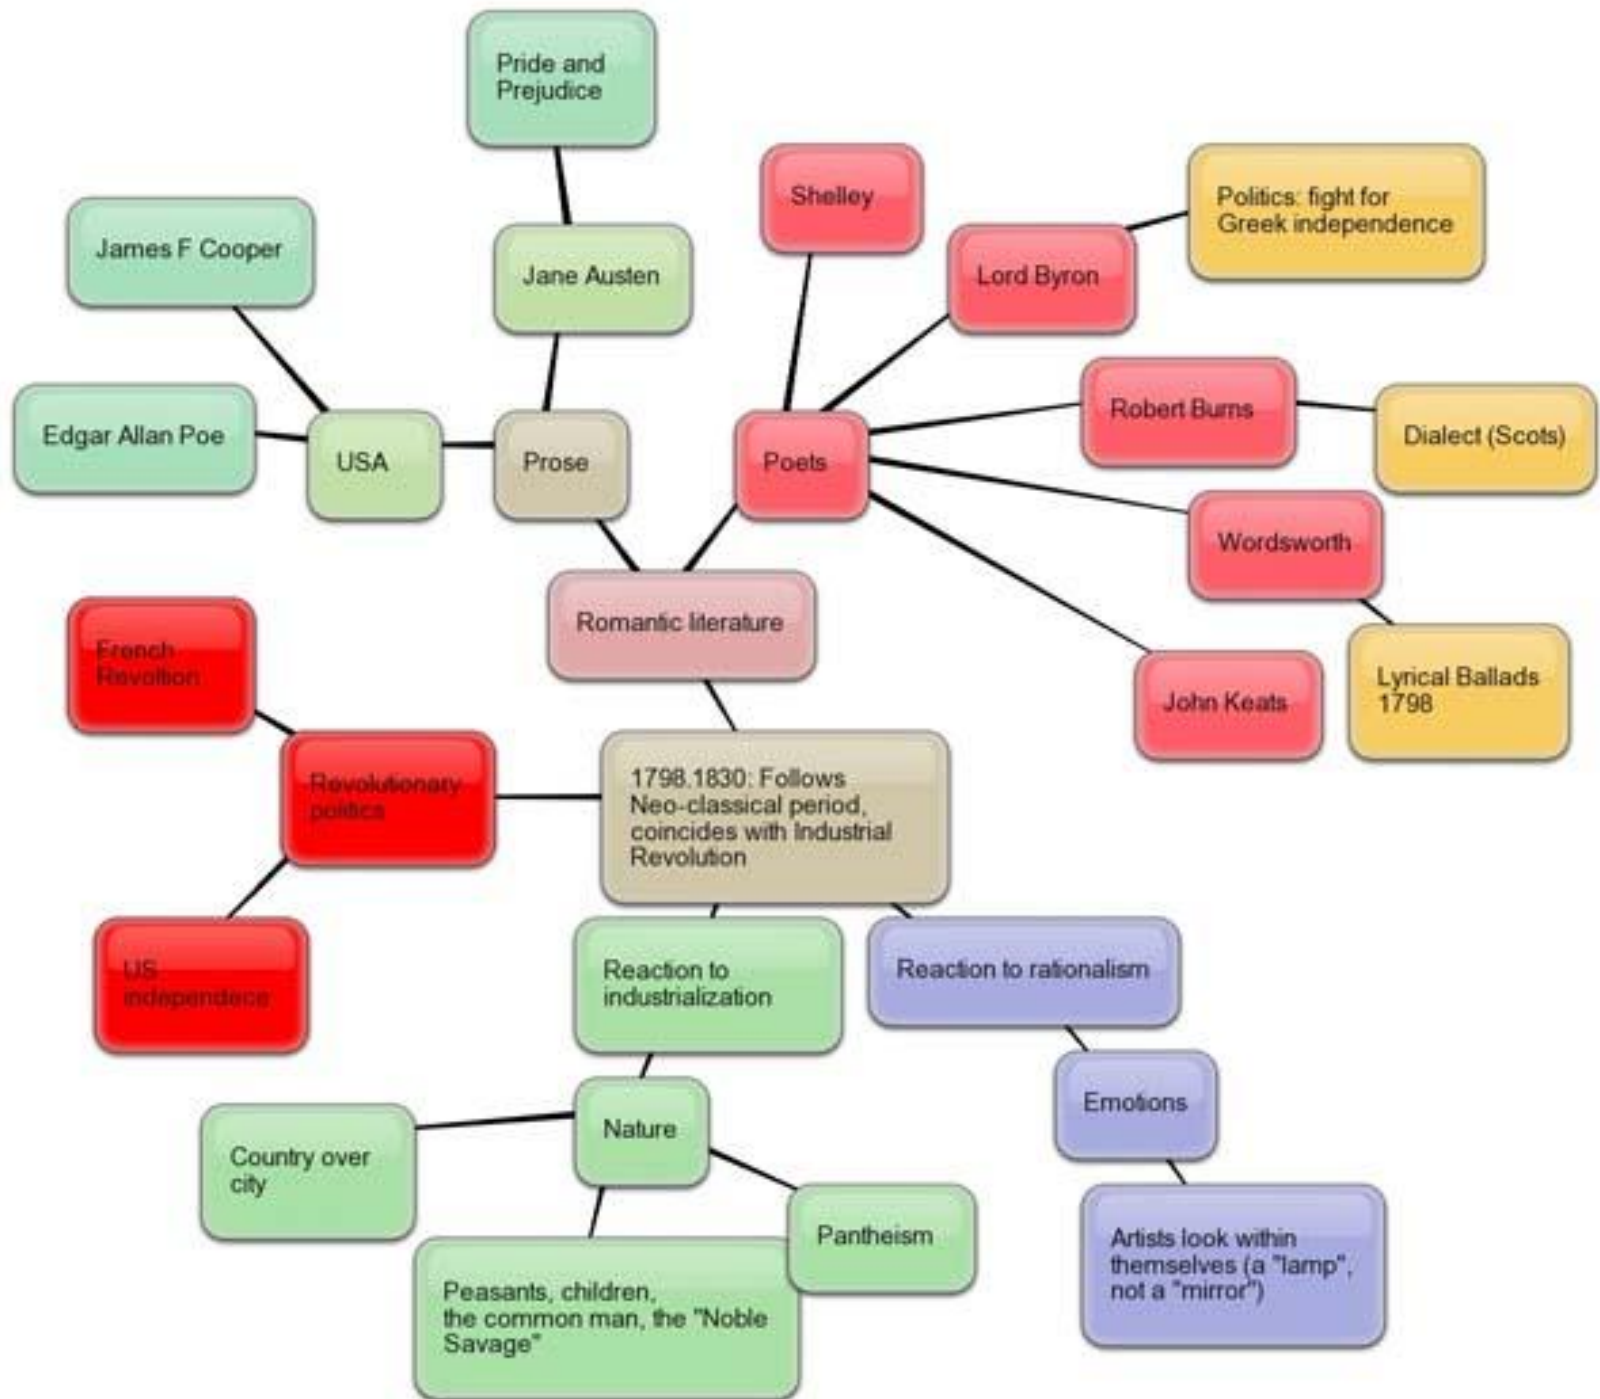 Pride and
Prejudice
Shelley
Politics: fight for
Greek independence
James F Cooper
Jane Austen
Lord Byron
Edgar Allan Poe
USA
Prose
Poets
Robert Burns
Dialect (Scots)
Wordsworth
Romantic literature
French
Revoltion
John Keats
Lyrical Ballads
1798
Revolutionary
politics
1798.1830: Follows
Neo-classical period,
coincides with Industrial
Revolution
US
independece
Reaction to
industrialization
Reaction to rationalism
Emotions
Nature
Country over
city
Pantheism
Artists look within
themselves (a "lamp",
not a "mirror")
Peasants, children,
the common man, the "Noble
Savage"